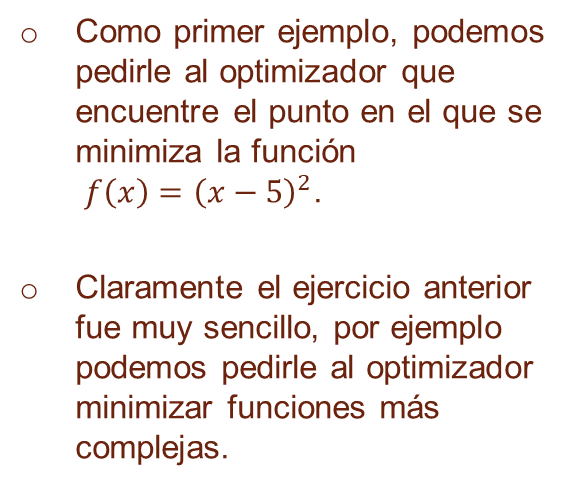 o Como primer ejemplo, podemos
pedirle al optimizador que
encuentre el punto en el que se
minimiza la función
f(x) = (x − 5)².
o Claramente el ejercicio anterior
fue muy sencillo, por ejemplo
podemos pedirle al optimizador
minimizar funciones más
complejas.